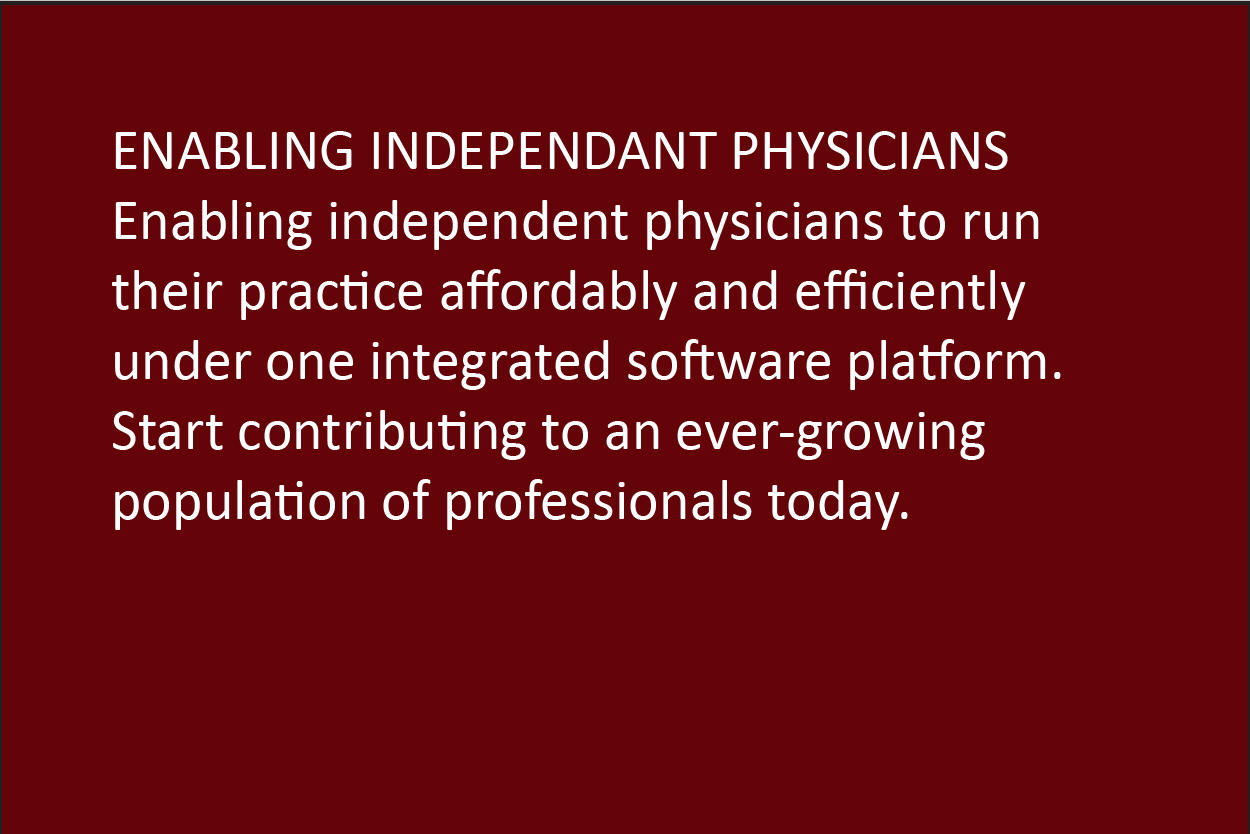 ENABLING INDEPENDANT PHYSICIANS
Enabling independent physicians to run
their practice affordably and efficiently
under one integrated software platform.
Start contributing to an ever-growing
population of professionals today.